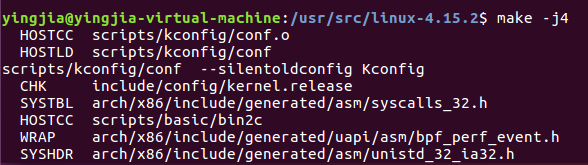 yingjia@yingjia-virtual-machine:/usr/src/linux-4.15.2$ make -j4
HOSTCC scripts/kconfig/conf.o
HOSTLD scripts/kconfig/conf
scripts/kconfig/conf --silentoldconfig Kconfig
CHK include/config/kernel.release
SYSTBL arch/x86/include/generated/asm/syscalls_32.h
HOSTCC scripts/basic/bin2c
WRAP arch/x86/include/generated/uapi/asm/bpf_perf_event.h
SYSHDR arch/x86/include/generated/asm/unistd_32_ia32.h